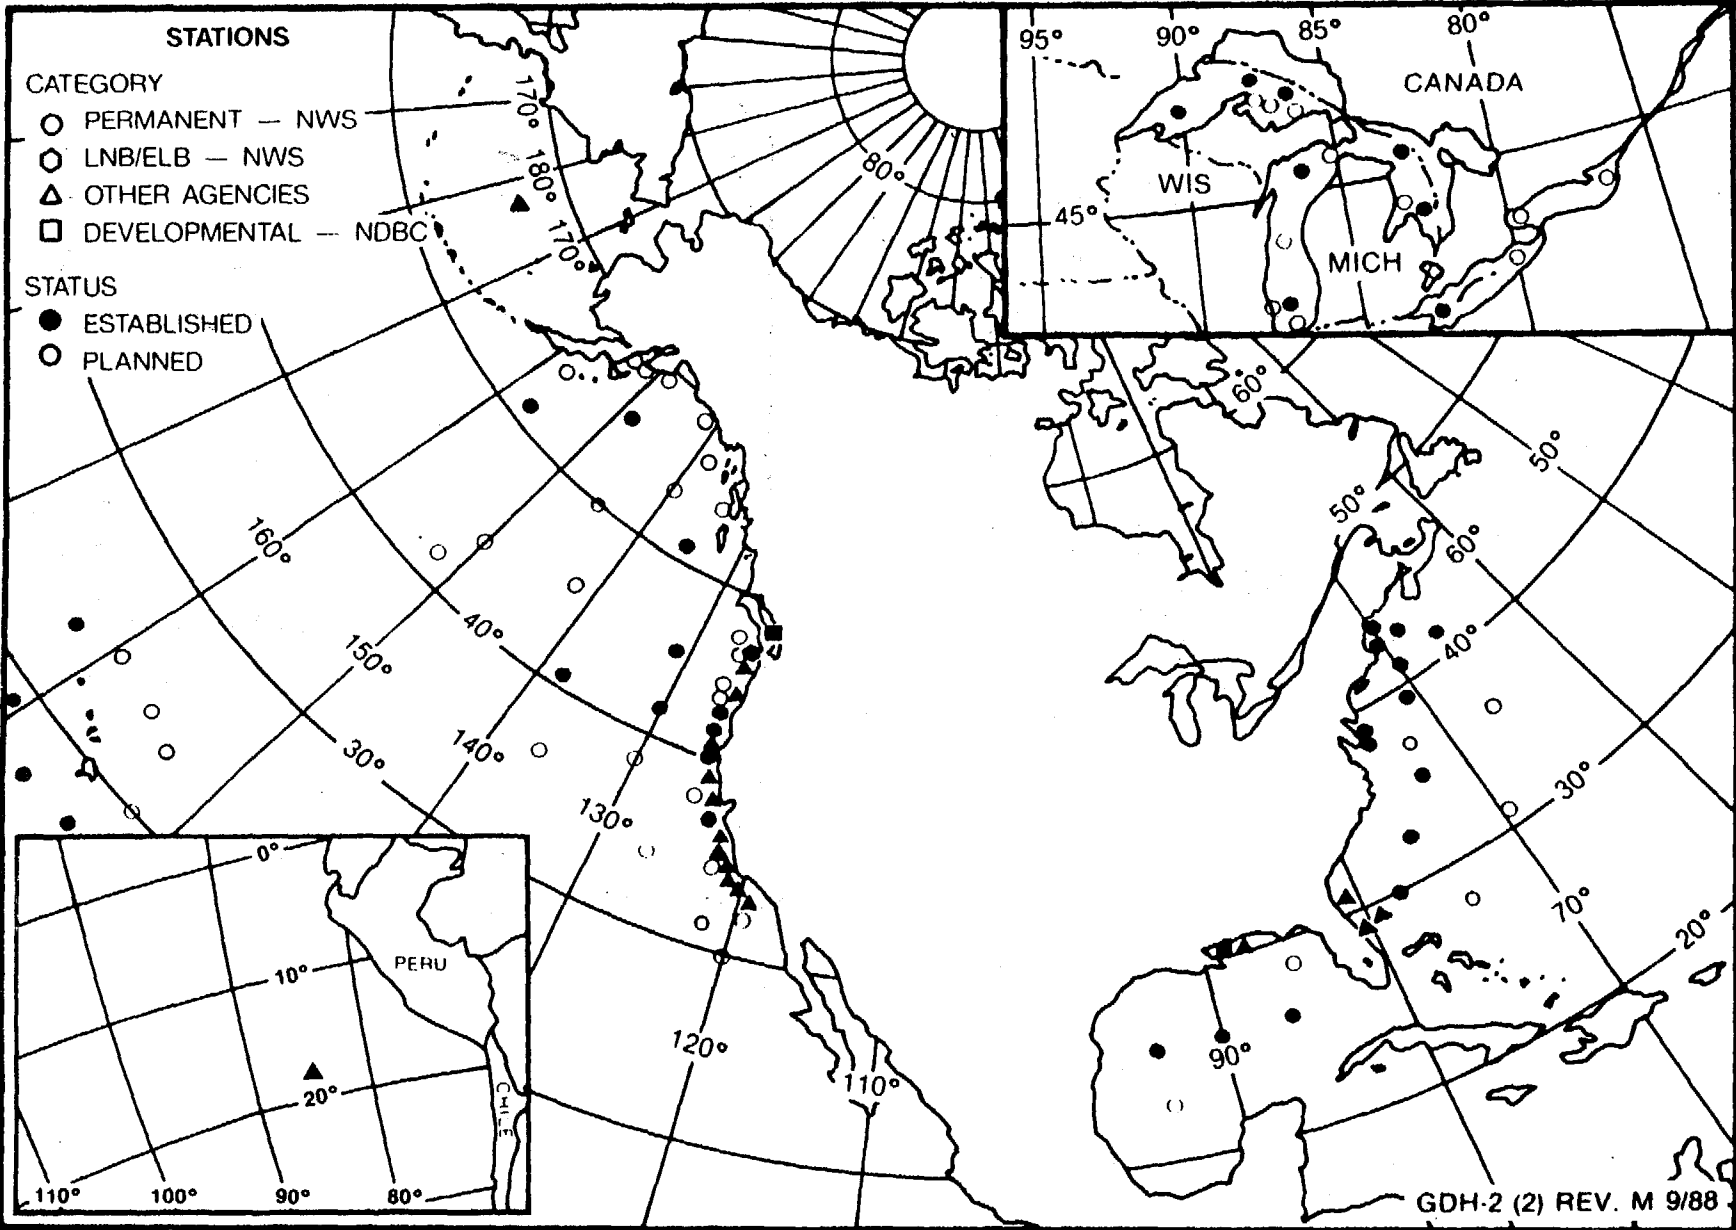 STATIONS
CATEGORY
PERMANENT — NWS
LNB/ELB — NWS
OTHER AGENCIES
DEVELOPMENTAL — NDBC
STATUS
ESTABLISHED
PLANNED
170°
180°
170°
80°
95°
90°
85°
80°
CANADA
WIS
45°
MICH
60°
50°
50°
60°
160°
150°
40°
40°
140°
30°
130°
30°
70°
20°
120°
110°
90°
0°
PERU
10°
20°
CHILE
110°
100°
90°
80°
GDH-2 (2) REV. M 9/88